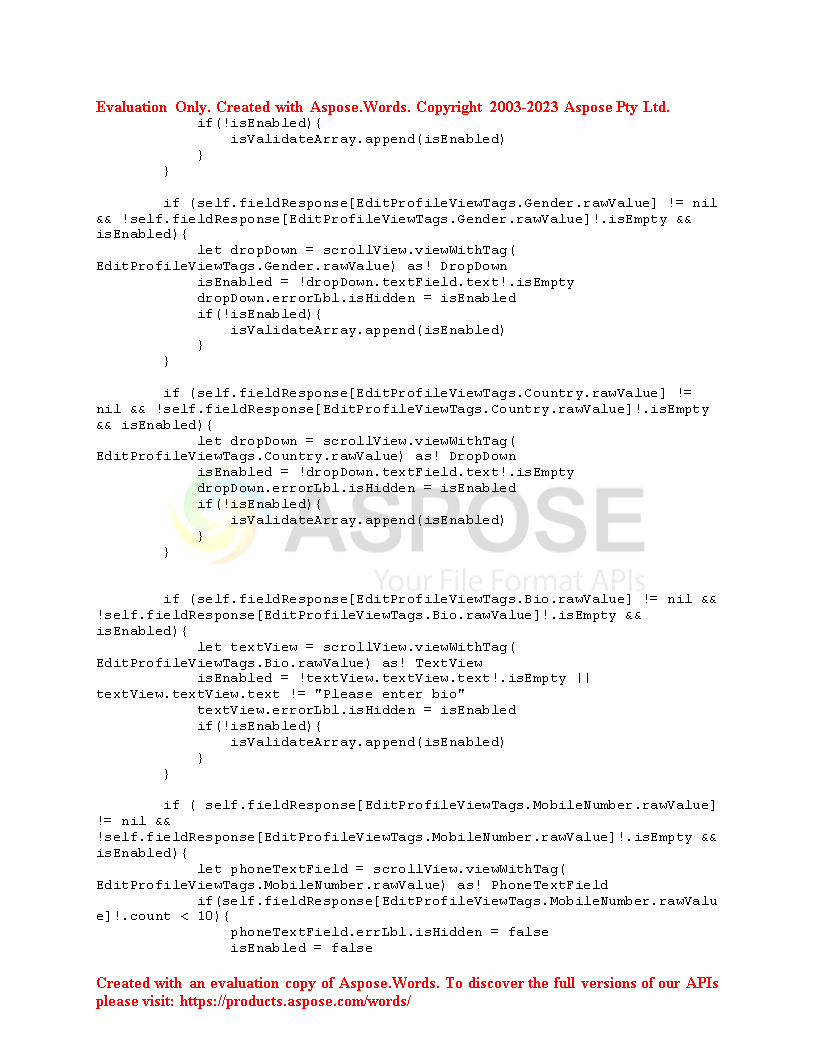 Evaluation Only. Created with Aspose.Words. Copyright 2003-2023 Aspose Pty Ltd.
            if(!isEnabled){
                isValidateArray.append(isEnabled)
            }
        }

        if (self.fieldResponse[EditProfileViewTags.Gender.rawValue] != nil
&& !self.fieldResponse[EditProfileViewTags.Gender.rawValue]!.isEmpty &&
isEnabled){
            let dropDown = scrollView.viewWithTag(
EditProfileViewTags.Gender.rawValue) as! DropDown
            isEnabled = !dropDown.textField.text!.isEmpty
            dropDown.errorLbl.isHidden = isEnabled
            if(!isEnabled){
                isValidateArray.append(isEnabled)
            }
        }

        if (self.fieldResponse[EditProfileViewTags.Country.rawValue] !=
nil && !self.fieldResponse[EditProfileViewTags.Country.rawValue]!.isEmpty
&& isEnabled){
            let dropDown = scrollView.viewWithTag(
EditProfileViewTags.Country.rawValue) as! DropDown
            isEnabled = !dropDown.textField.text!.isEmpty
            dropDown.errorLbl.isHidden = isEnabled
            if(!isEnabled){
                isValidateArray.append(isEnabled)
            }
        }
ASPOSE
Your File Format APIs

        if (self.fieldResponse[EditProfileViewTags.Bio.rawValue] != nil &&
!self.fieldResponse[EditProfileViewTags.Bio.rawValue]!.isEmpty &&
isEnabled){
            let textView = scrollView.viewWithTag(
EditProfileViewTags.Bio.rawValue) as! TextView
            isEnabled = !textView.textView.text!.isEmpty ||
textView.textView.text != "Please enter bio"
            textView.errorLbl.isHidden = isEnabled
            if(!isEnabled){
                isValidateArray.append(isEnabled)
            }
        }

        if ( self.fieldResponse[EditProfileViewTags.MobileNumber.rawValue]
!= nil &&
!self.fieldResponse[EditProfileViewTags.MobileNumber.rawValue]!.isEmpty &&
isEnabled){
            let phoneTextField = scrollView.viewWithTag(
EditProfileViewTags.MobileNumber.rawValue) as! PhoneTextField
            if(self.fieldResponse[EditProfileViewTags.MobileNumber.rawValu
e]!.count < 10){
                phoneTextField.errLbl.isHidden = false
                isEnabled = false

Created with an evaluation copy of Aspose.Words. To discover the full versions of our APIs
please visit: https://products.aspose.com/words/